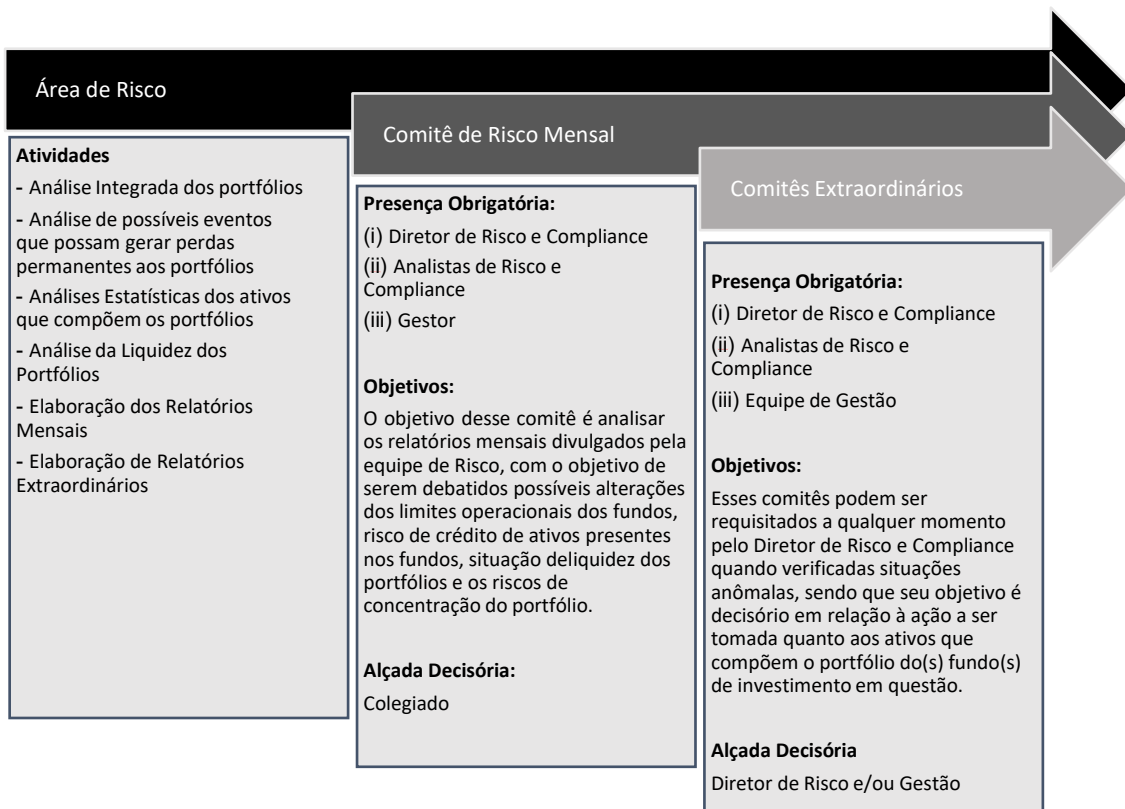 Área de Risco
Atividades
- Análise Integrada dos portfólios
- Análise de possíveis eventos
que possam gerar perdas
permanentes aos portfólios
- Análises Estatísticas dos ativos
que compõem os portfólios
- Análise da Liquidez dos
Portfólios
- Elaboração dos Relatórios
Mensais
- Elaboração de Relatórios
Extraordinários
Comitê de Risco Mensal
Presença Obrigatória:
(i) Diretor de Risco e Compliance
(ii) Analistas de Risco e
Compliance
(iii) Gestor
Objetivos:
O objetivo desse comitê é analisar
os relatórios mensais divulgados pela
equipe de Risco, com o objetivo de
serem debatidos possíveis alterações
dos limites operacionais dos fundos,
risco de crédito de ativos presentes
nos fundos, situação deliquidez dos
portfólios e os riscos de
concentração do portfólio.
Alçada Decisória:
Colegiado
Comitês Extraordinários
Presença Obrigatória:
(i) Diretor de Risco e Compliance
(ii) Analistas de Risco e
Compliance
(iii) Equipe de Gestão
Objetivos:
Esses comitês podem ser
requisitados a qualquer momento
pelo Diretor de Risco e Compliance
quando verificadas situações
anômalas, sendo que seu objetivo é
decisório em relação à ação a ser
tomada quanto aos ativos que
compõem o portfólio do(s) fundo(s)
de investimento em questão.
Alçada Decisória
Diretor de Risco e/ou Gestão